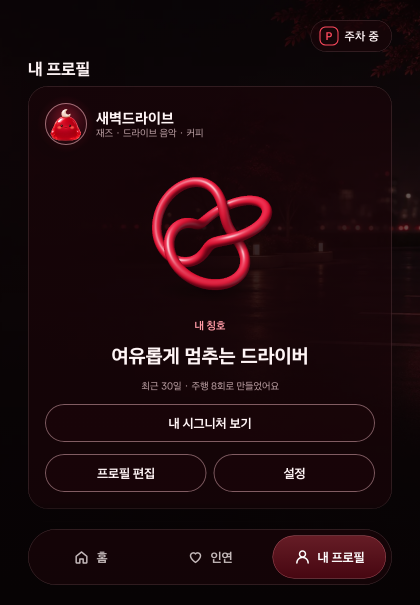 P 주차 중
내 프로필
새벽드라이브
재즈 · 드라이브 음악 · 커피
내 칭호
여유롭게 멈추는 드라이버
최근 30일 · 주행 8회로 만들었어요
내 시그니처 보기
프로필 편집 설정
홈 인연 내 프로필